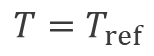 T = T_ref